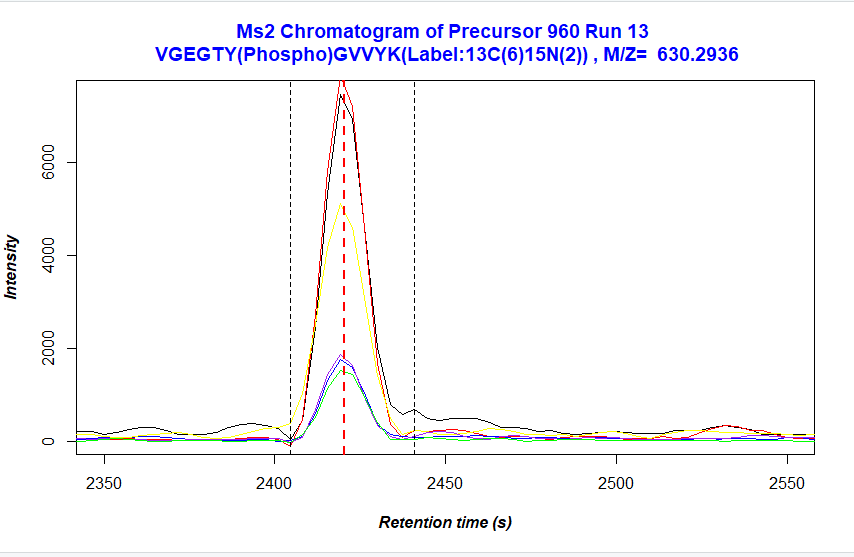 Ms2 Chromatogram of Precursor 960 Run 13
VGEGTY(Phospho)GVVYK(Label:13C(6)15N(2)) , M/Z=  630.2936
6000
4000
2000
0
Intensity
2350 2400 2450 2500 2550
Retention time (s)